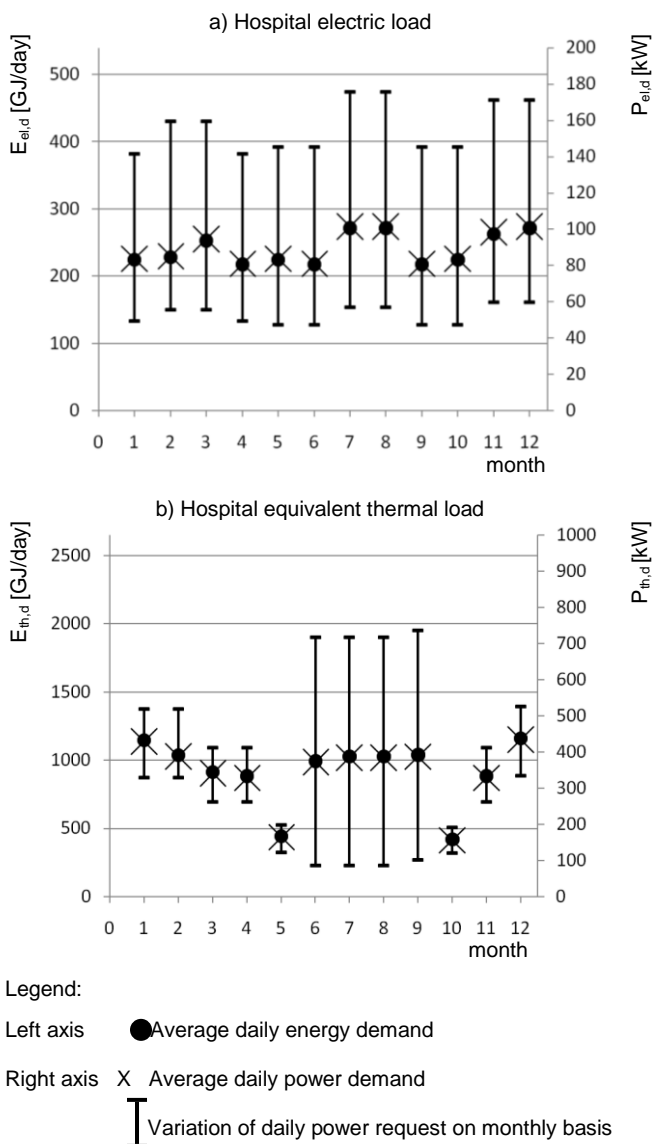 a) Hospital electric load
E el,d [GJ/day]
P el,d [kW]
500
400
300
200
100
0
200
180
160
140
120
100
80
60
40
20
0
0 1 2 3 4 5 6 7 8 9 10 11 12
month
b) Hospital equivalent thermal load
E th,d [GJ/day]
P th,d [kW]
2500
2000
1500
1000
500
0
1000
900
800
700
600
500
400
300
200
100
0
0 1 2 3 4 5 6 7 8 9 10 11 12
month
Legend:
Left axis Average daily energy demand
Right axis X Average daily power demand
Variation of daily power request on monthly basis